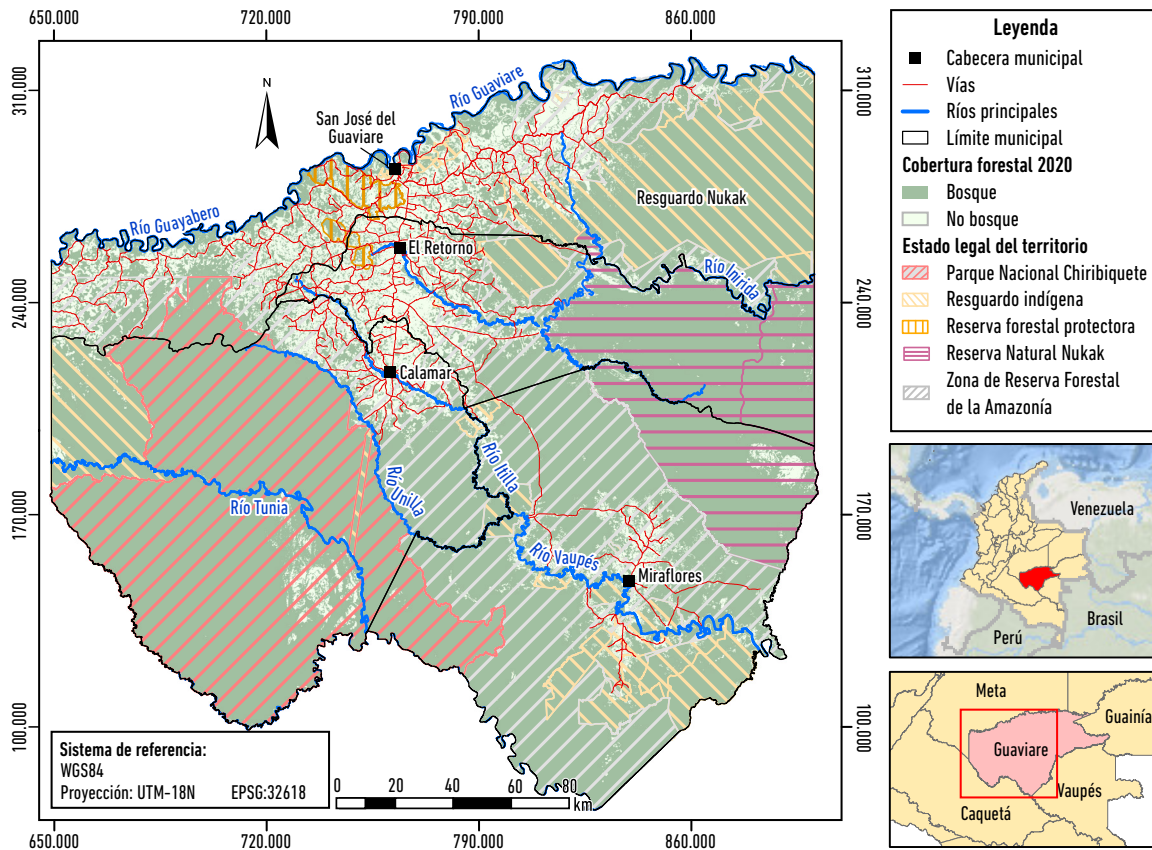 650.000
720.000
790.000
860.000
310.000
240.000
170.000
100.000
310.000
240.000
170.000
100.000
N
Río Guaviare
San José del
Guaviare
Resguardo Nukak
Río Guayabero
El Retorno
Río Inírida
Calamar
Río Itilla
Río Unilla
Río Tunia
Río Vaupés
Miraflores
Sistema de referencia:
WGS84
Proyección: UTM-18N EPSG:32618
0 20 40 60 80
km
650.000
720.000
790.000
860.000
Leyenda
Cabecera municipal
Vías
Ríos principales
Límite municipal
Cobertura forestal 2020
Bosque
No bosque
Estado legal del territorio
Parque Nacional Chiribiquete
Resguardo indígena
Reserva forestal protectora
Reserva Natural Nukak
Zona de Reserva Forestal
de la Amazonía
Venezuela
Brasil
Perú
Meta
Guainía
Guaviare
Vaupés
Caquetá